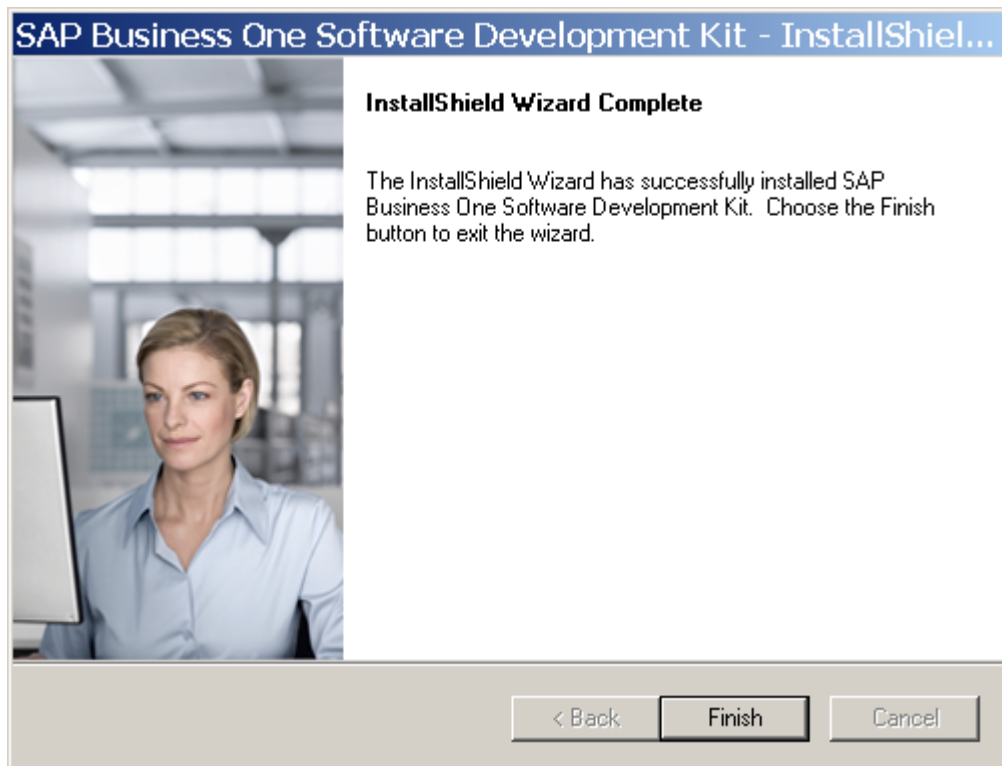 SAP Business One Software Development Kit - InstallShiel...
InstallShield Wizard Complete
The InstallShield Wizard has successfully installed SAP
Business One Software Development Kit. Choose the Finish
button to exit the wizard.
< Back
Finish
Cancel